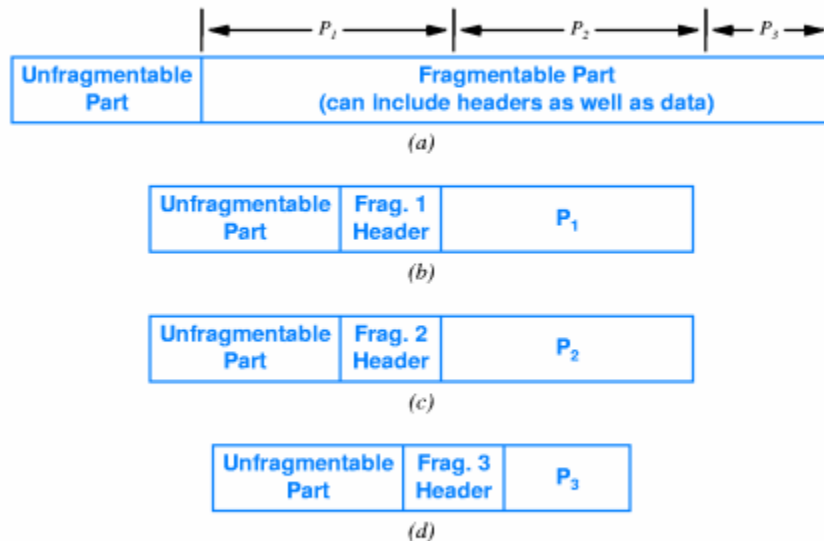 P1 P2 P3
Unfragmentable Fragmentable Part
Part (can include headers as well as data)
(a)
Unfragmentable Frag. 1 P1
Part Header
(b)
Unfragmentable Frag. 2 P2
Part Header
(c)
Unfragmentable Frag. 3 P3
Part Header
(d)